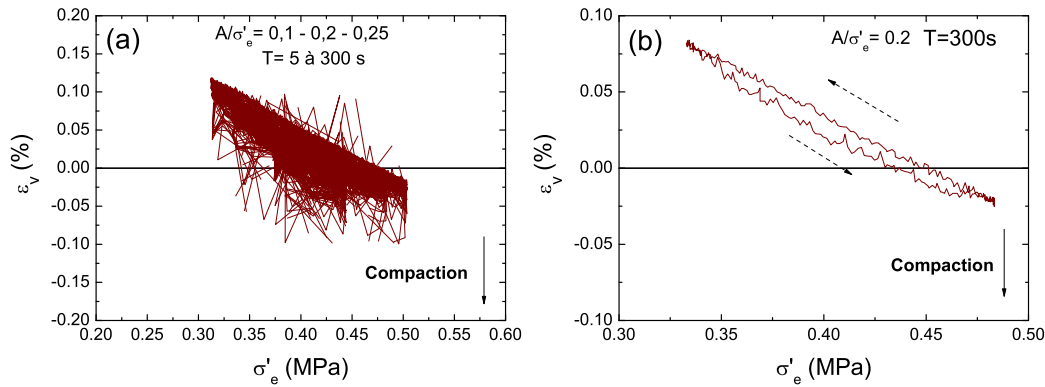 (a)
A/σ'e = 0,1 - 0,2 - 0,25
T= 5 à 300 s
0.20
0.15
0.10
0.05
0.00
-0.05
-0.10
-0.15
-0.20
εv (%)
Compaction
0.20 0.25 0.30 0.35 0.40 0.45 0.50 0.55 0.60
σ'e (MPa)
(b)
A/σ'e = 0.2 T=300s
0.10
0.05
0.00
-0.05
-0.10
εv (%)
Compaction
0.30 0.35 0.40 0.45 0.50
σ'e (MPa)